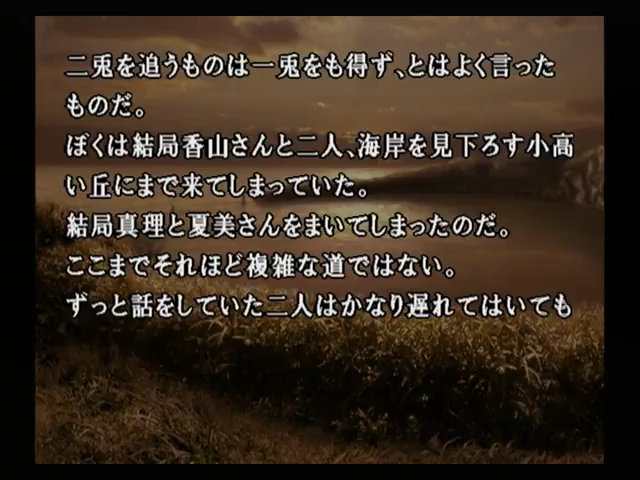 二兎を追うものは一兎をも得ず、とはよく言った
ものだ。
ぼくは結局香山さんと二人、海岸を見下ろす小高
い丘にまで来てしまっていた。
結局真理と夏美さんをまいてしまったのだ。
ここまでそれほど複雑な道ではない。
ずっと話をしていた二人はかなり遅れてはいても